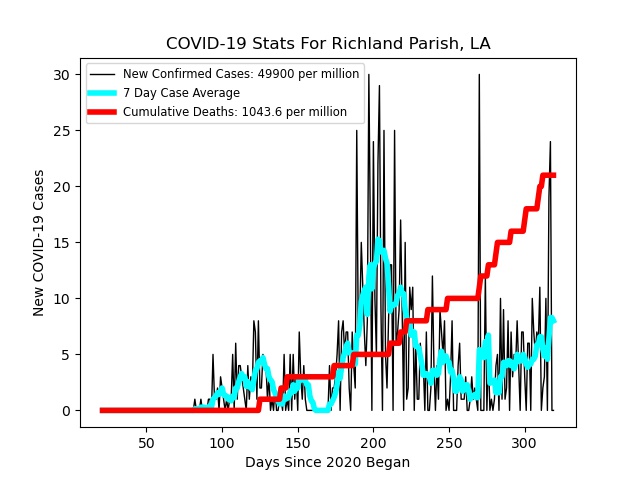 COVID-19 Stats For Richland Parish, LA
New Confirmed Cases: 49900 per million
7 Day Case Average
Cumulative Deaths: 1043.6 per million
New COVID-19 Cases
30
25
20
15
10
5
0
50 100 150 200 250 300
Days Since 2020 Began